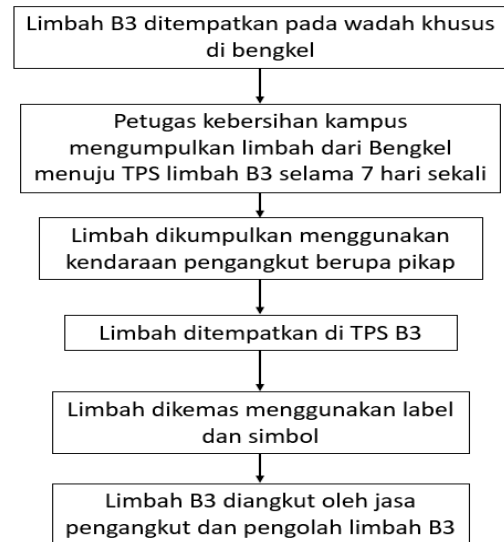 Limbah B3 ditempatkan pada wadah khusus
di bengkel
Petugas kebersihan kampus
mengumpulkan limbah dari Bengkel
menuju TPS limbah B3 selama 7 hari sekali
Limbah dikumpulkan menggunakan
kendaraan pengangkut berupa pikap
Limbah ditempatkan di TPS B3
Limbah dikemas menggunakan label
dan simbol
Limbah B3 diangkut oleh jasa
pengangkut dan pengolah limbah B3